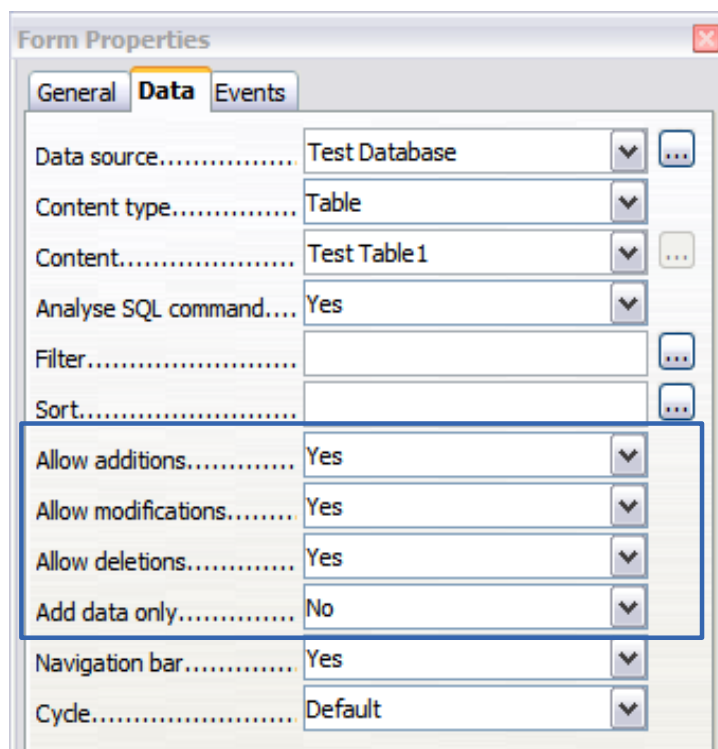 Form Properties
General Data Events
Data source................ Test Database ...
Content type............... Table
Content...................... Test Table1 ...
Analyse SQL command.... Yes
Filter.......................... ...
Sort........................... ...
Allow additions............. Yes
Allow modifications........ Yes
Allow deletions............. Yes
Add data only.............. No
Navigation bar.............. Yes
Cycle......................... Default